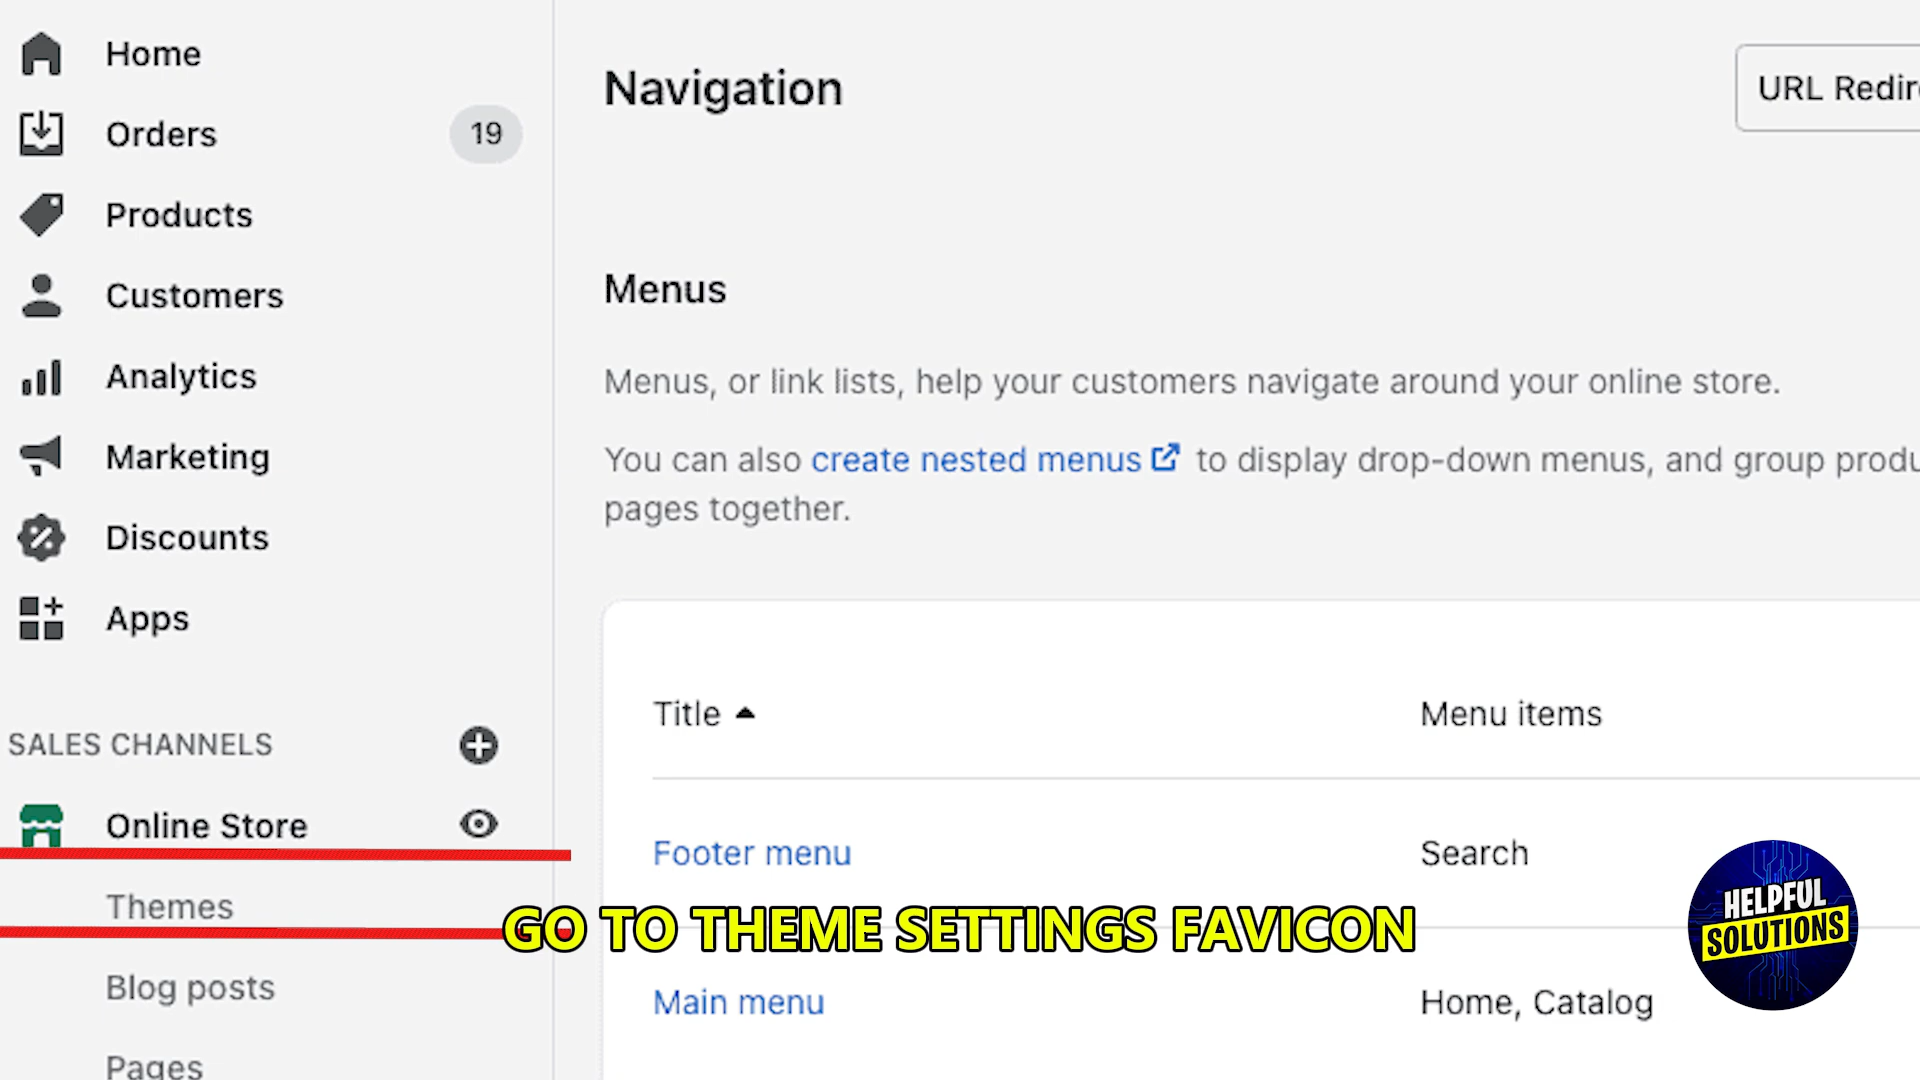 Home
Orders
19
Products
Customers
Analytics
Marketing
Discounts
Apps
SALES CHANNELS
Online Store
Themes
Blog posts
Pages
Navigation
Menus
Menus, or link lists, help your customers navigate around your online store.
You can also create nested menus to display drop-down menus, and group
pages together.
Title
Menu items
Footer menu
Search
Main menu
Home, Catalog
URL
GO TO THEME SETTINGS FAVICON
HELPFUL
SOLUTIONS